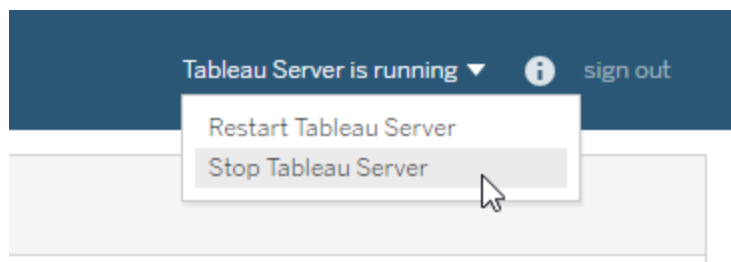 Tableau Server is running sign out
Restart Tableau Server
Stop Tableau Server